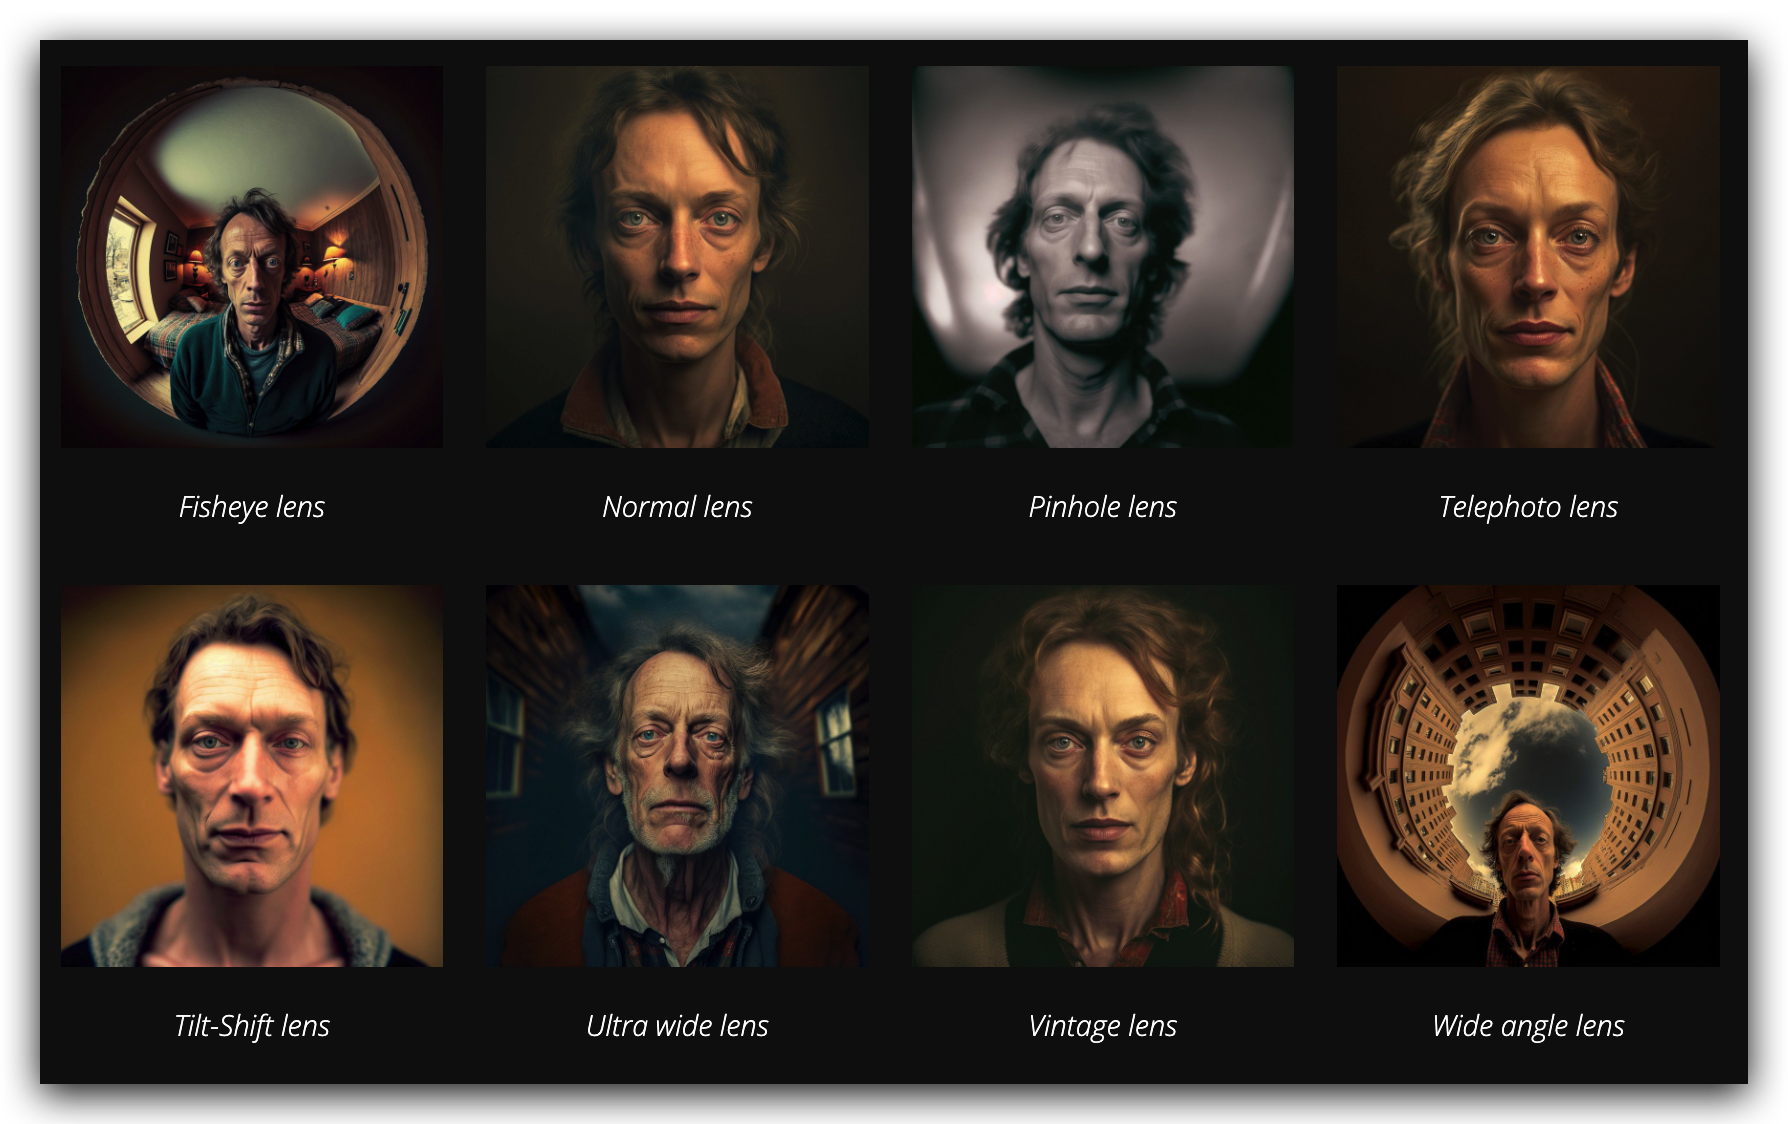 Fisheye lens
Normal lens
Pinhole lens
Telephoto lens
Tilt-Shift lens
Ultra wide lens
Vintage lens
Wide angle lens